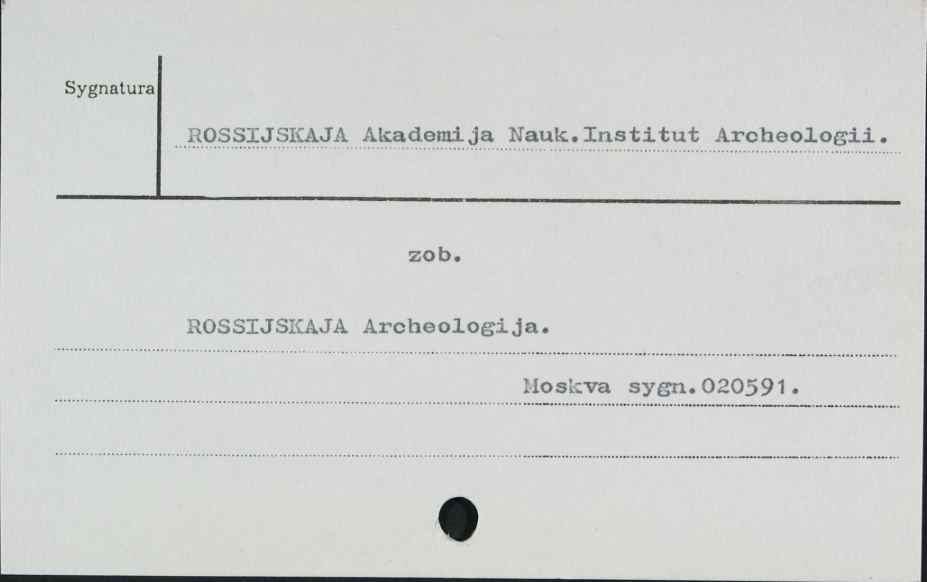 Sygnatura
ROSSIJSKAJA Akademija Nauk.Institut Archeologii.
zob.
ROSSIJSKAJA Archeologija.
Moskva sygn.020591.